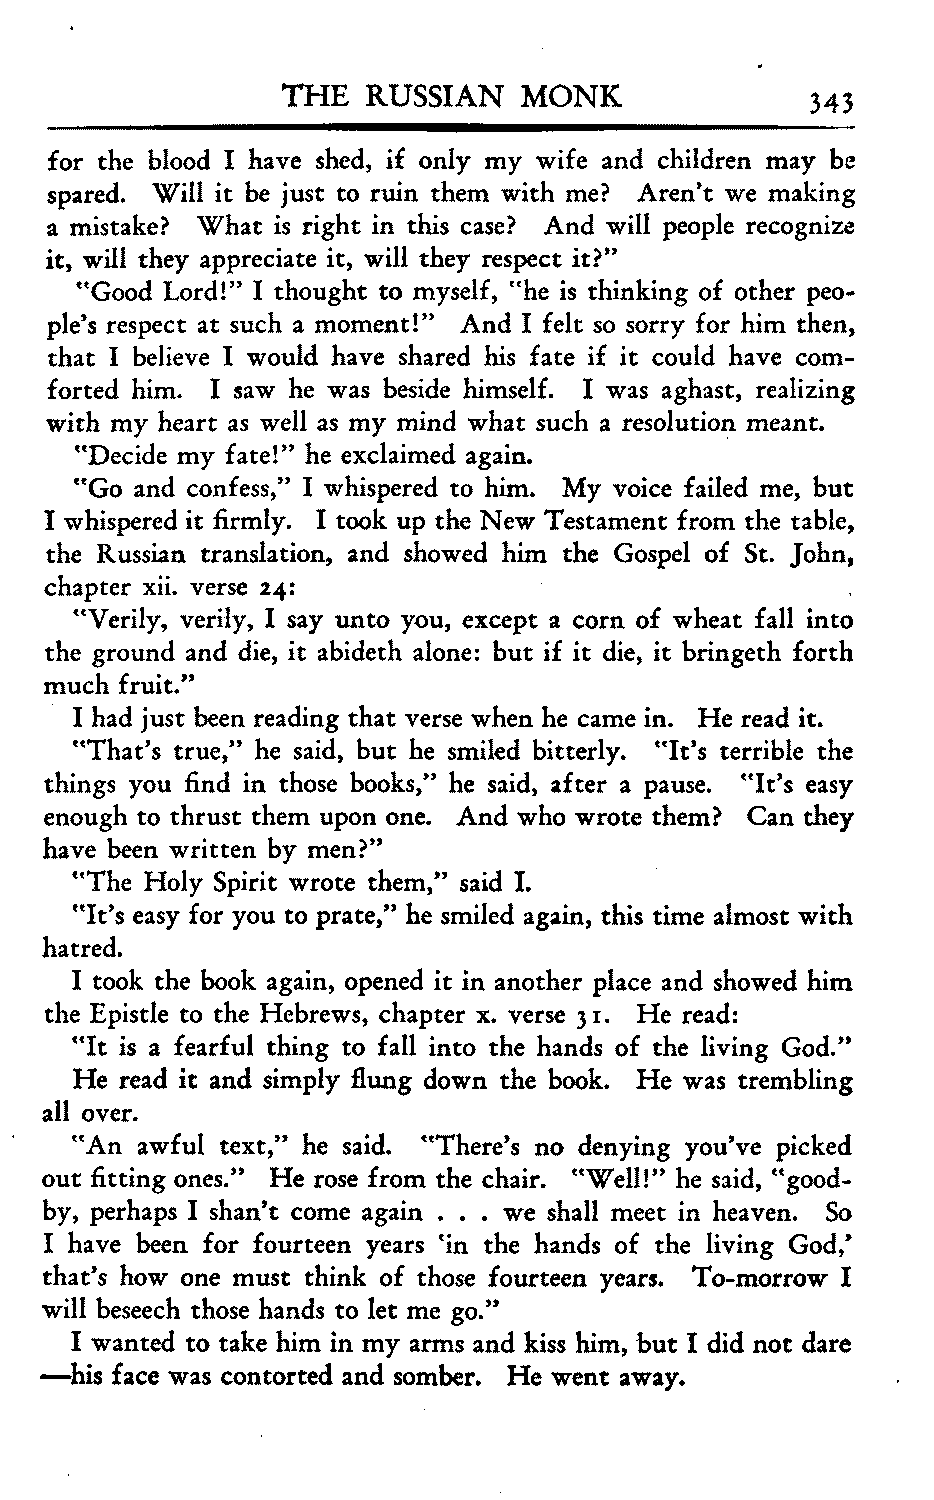 THE RUSSIAN MONK 343
for the blood I have shed, if only my wife and children may be
spared. Will it be just to ruin them with me? Aren't we making
a mistake? What is right in this case? And will people recognize
it, will they appreciate it, will they respect it?"
"Good Lord!" I thought to myself, "he is thinking of other peo-
ple's respect at such a moment!" And I felt so sorry for him then,
that I believe I would have shared his fate if it could have com-
forted him. I saw he was beside himself. I was aghast, realizing
with my heart as well as my mind what such a resolution meant.
"Decide my fate!" he exclaimed again.
"Go and confess," I whispered to him. My voice failed me, but
I whispered it firmly. I took up the New Testament from the table,
the Russian translation, and showed him the Gospel of St. John,
chapter xii. verse 24:
"Verily, verily, I say unto you, except a corn of wheat fall into
the ground and die, it abideth alone: but if it die, it bringeth forth
much fruit."
I had just been reading that verse when he came in. He read it.
"That's true," he said, but he smiled bitterly. "It's terrible the
things you find in those books," he said, after a pause. "It's easy
enough to thrust them upon one. And who wrote them? Can they
have been written by men?"
"The Holy Spirit wrote them," said I.
"It's easy for you to prate," he smiled again, this time almost with
hatred.
I took the book again, opened it in another place and showed him
the Epistle to the Hebrews, chapter x. verse 31. He read:
"It is a fearful thing to fall into the hands of the living God."
He read it and simply flung down the book. He was trembling
all over.
"An awful text," he said. "There's no denying you've picked
out fitting ones." He rose from the chair. "Well!" he said, "good-
by, perhaps I shan't come again . . . we shall meet in heaven. So
I have been for fourteen years 'in the hands of the living God,'
that's how one must think of those fourteen years. To-morrow I
will beseech those hands to let me go."
I wanted to take him in my arms and kiss him, but I did not dare
—his face was contorted and somber. He went away.